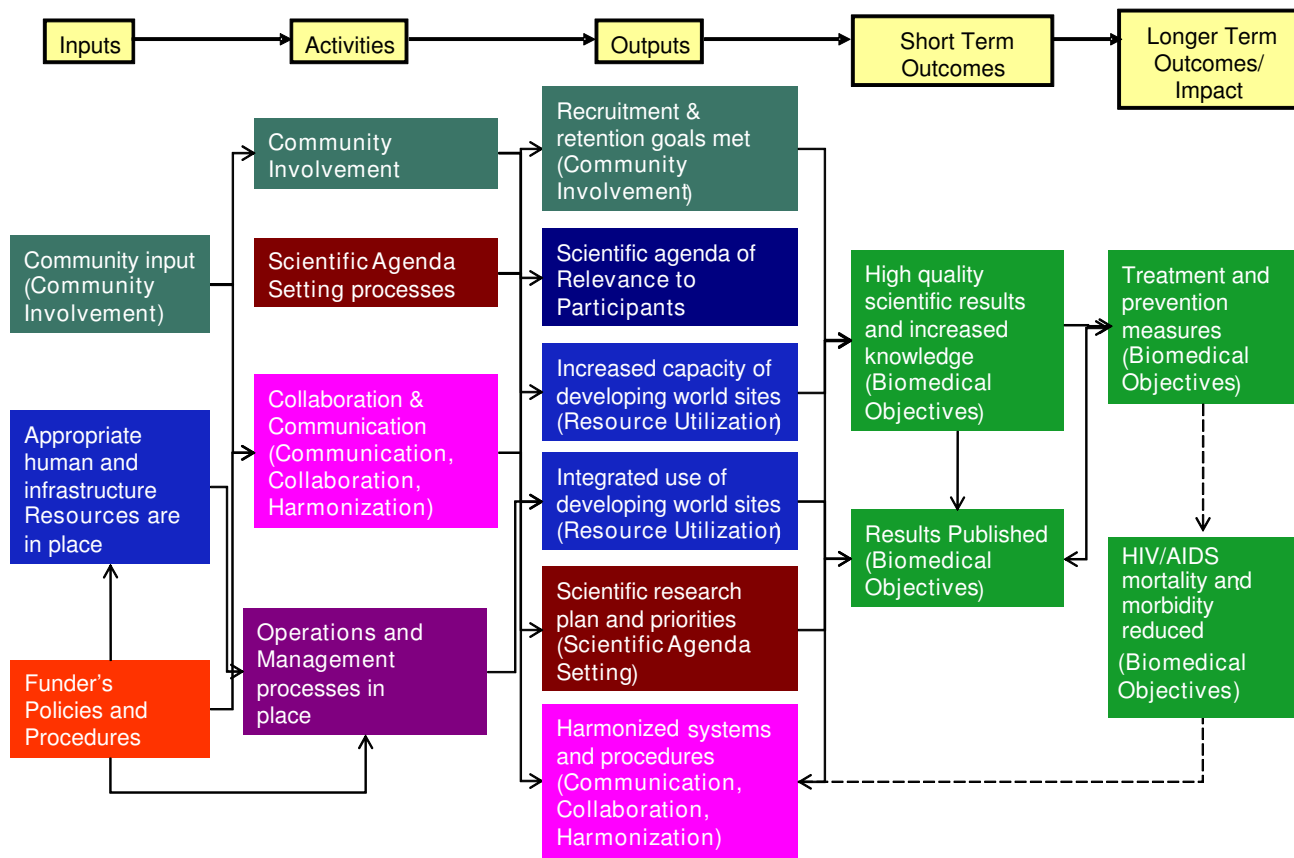 Inputs
Activities
Outputs
Short Term
Outcomes
Longer Term
Outcomes/
Impact
Community input
(Community
Involvement)
Appropriate
human and
infrastructure
Resources are
in place
Funder's
Policies and
Procedures
Community
Involvement
Scientific Agenda
Setting processes
Collaboration &
Communication
(Communication,
Collaboration,
Harmonization)
Operations and
Management
processes in
place
Recruitment &
retention goals met
(Community
Involvement)
Scientific agenda of
Relevance to
Participants
Increased capacity of
developing world sites
(Resource Utilization)
Integrated use of
developing world sites
(Resource Utilization)
Scientific research
plan and priorities
(Scientific Agenda
Setting)
Harmonized systems
and procedures
(Communication,
Collaboration,
Harmonization)
High quality
scientific results
and increased
knowledge
(Biomedical
Objectives)
Results Published
(Biomedical
Objectives)
Treatment and
prevention
measures
(Biomedical
Objectives)
HIV/AIDS
mortality and
morbidity
reduced
(Biomedical
Objectives)